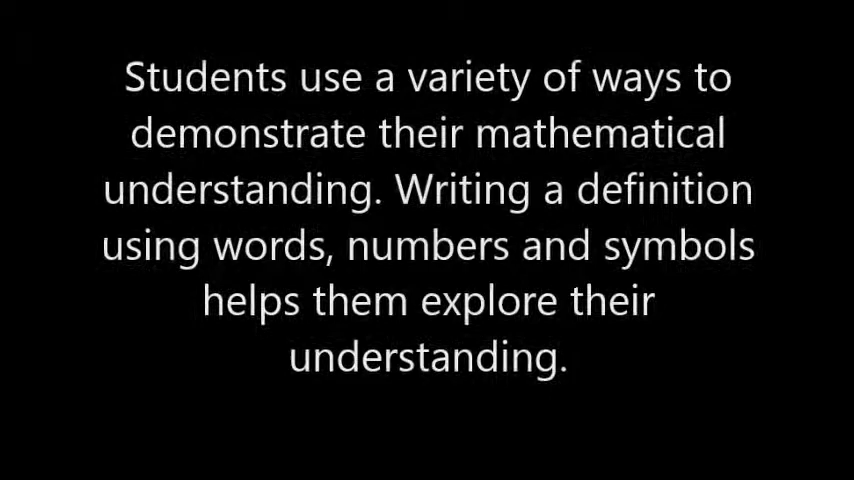 Students use a variety of ways to
demonstrate their mathematical
understanding. Writing a definition
using words, numbers and symbols
helps them explore their
understanding.